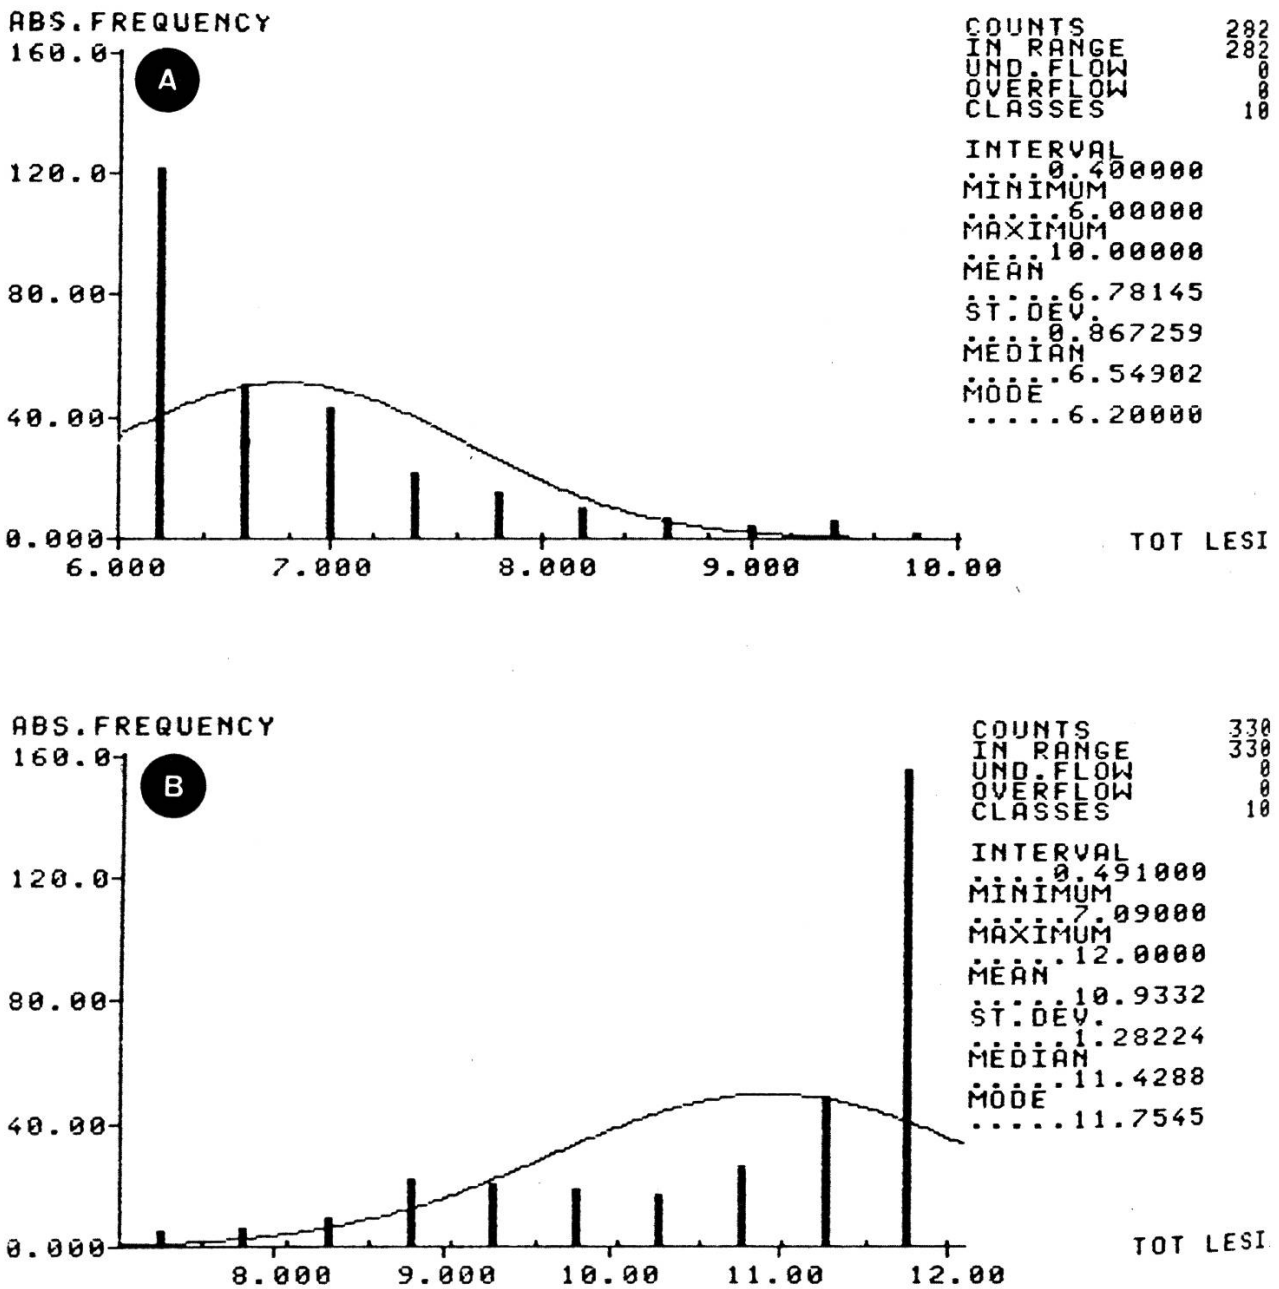 ABS.FREQUENCY
160.0
A
120.0
80.00
40.00
0.000
6.000 7.000 8.000 9.000 10.00
TOT LESI
COUNTS 282
IN RANGE 282
UND.FLOW 0
OVERFLOW 0
CLASSES 10
INTERVAL
....0.400000
MINIMUM
.....6.00000
MAXIMUM
....10.00000
MEAN
.....6.78145
ST.DEV.
....0.867259
MEDIAN
.....6.54902
MODE
.....6.20000
ABS.FREQUENCY
160.0
B
120.0
80.00
40.00
0.000
8.000 9.000 10.00 11.00 12.00
TOT LESI
COUNTS 330
IN RANGE 330
UND.FLOW 0
OVERFLOW 0
CLASSES 10
INTERVAL
....0.491000
MINIMUM
.....7.09000
MAXIMUM
.....12.0000
MEAN
.....10.9332
ST.DEV.
.....1.28224
MEDIAN
.....11.4288
MODE
.....11.7545